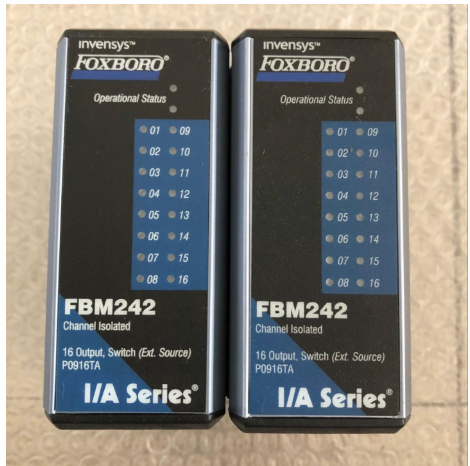 invensys™
FOXBORO®
Operational Status
01 09
02 10
03 11
04 12
05 13
06 14
07 15
08 16
FBM242
Channel Isolated
16 Output, Switch (Ext. Source)
P0916TA
I/A Series®
invensys™
FOXBORO®
Operational Status
01 09
02 10
03 11
04 12
05 13
06 14
07 15
08 16
FBM242
Channel Isolated
16 Output, Switch (Ext. Source)
P0916TA
I/A Series®